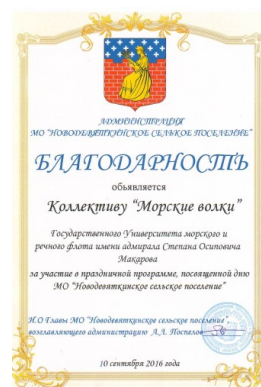 АДМИНИСТРАЦИЯ
МО "НОВОДЕВЯТКИНСКОЕ СЕЛЬКОЕ ПОСЕЛЕНИЕ"
БЛАГОДАРНОСТЬ
объявляется
Коллективу "Морские волки"
Государственного Университета морского и
речного флота имени адмирала Степана Осиповича
Макарова
за участие в праздничной программе, посвященной дню
МО "Новодевяткинское сельское поселение"
И.О Главы МО "Новодевяткинское сельское поселение",
возглавляющего администрацию А.Л. Поспелов
10 сентября 2016 года